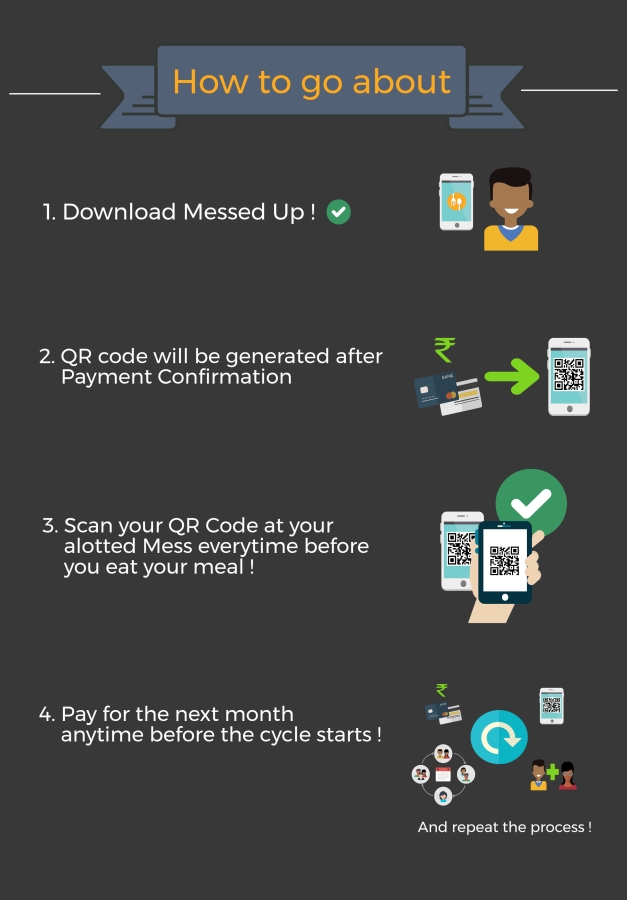 How to go about
1. Download Messed Up !
2. QR code will be generated after
Payment Confirmation
₹
BANK
3. Scan your QR Code at your
alotted Mess everytime before
you eat your meal !
4. Pay for the next month
anytime before the cycle starts !
₹
And repeat the process !